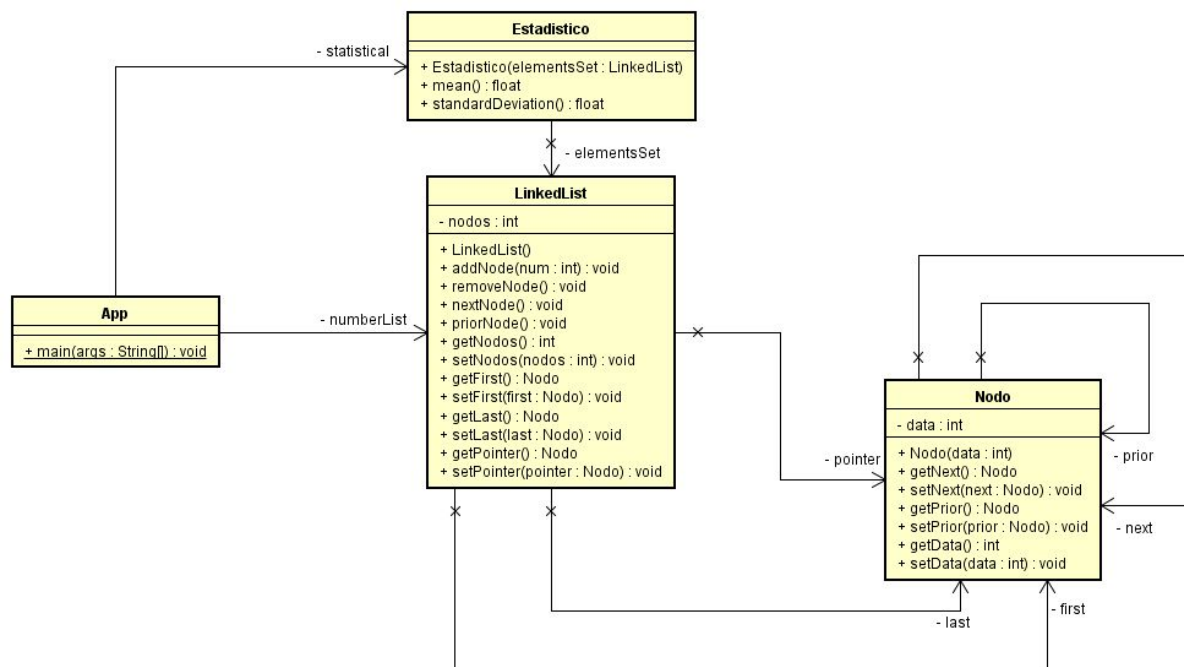 Estadistico
- statistical
+ Estadistico(elementsSet : LinkedList)
+ mean() : float
+ standardDeviation() : float
- elementsSet
LinkedList
- nodos : int
+ LinkedList()
+ addNode(num : int) : void
+ removeNode() : void
+ nextNode() : void
+ priorNode() : void
+ getNodos() : int
+ setNodos(nodos : int) : void
+ getFirst() : Nodo
+ setFirst(first : Nodo) : void
+ getLast() : Nodo
+ setLast(last : Nodo) : void
+ getPointer() : Nodo
+ setPointer(pointer : Nodo) : void
App
+ main(args : String[]) : void
- numberList
Nodo
- data : int
+ Nodo(data : int)
+ getNext() : Nodo
+ setNext(next : Nodo) : void
+ getPrior() : Nodo
+ setPrior(prior : Nodo) : void
+ getData() : int
+ setData(data : int) : void
- pointer
- prior
- next
- last
- first